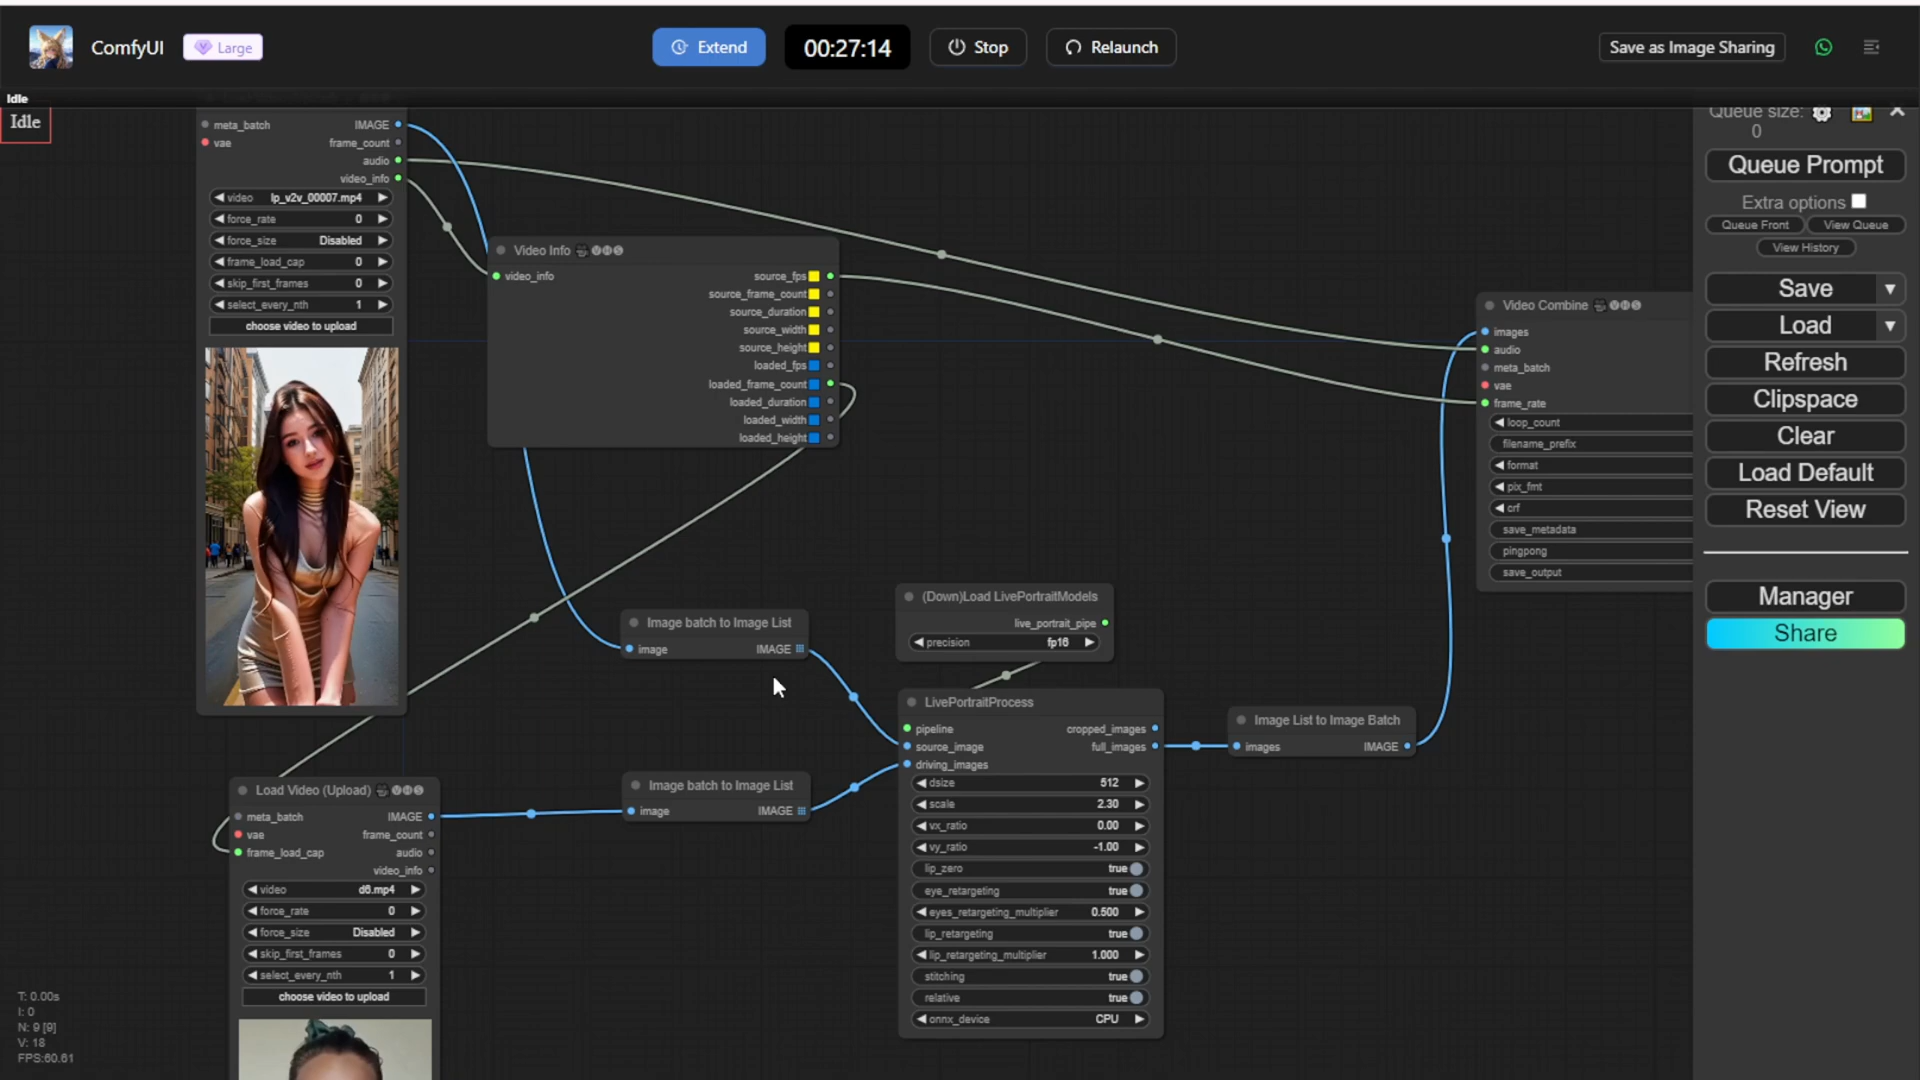 ComfyUI
Large
Extend
00:27:14
Stop
Relaunch
Save as Image Sharing
Idle
Idle
meta_batch IMAGE
vae frame_count
audio
video_info
video lp_v2v_00007.mp4
force_rate 0
force_size Disabled
frame_load_cap 0
skip_first_frames 0
select_every_nth 1
choose video to upload
Video Info VHS
video_info source_fps
source_frame_count
source_duration
source_width
source_height
loaded_fps
loaded_frame_count
loaded_duration
loaded_width
loaded_height
Video Combine VHS
images
audio
meta_batch
vae
frame_rate
loop_count
filename_prefix
format
pix_fmt
crf
save_metadata
pingpong
save_output
Image batch to Image List
image IMAGE
(Down)Load LivePortraitModels
live_portrait_pipe
precision fp16
LivePortraitProcess
pipeline cropped_images
source_image full_images
driving_images
dsize 512
scale 2.30
vx_ratio 0.00
vy_ratio -1.00
lip_zero true
eye_retargeting true
eyes_retargeting_multiplier 0.500
lip_retargeting true
lip_retargeting_multiplier 1.000
stitching true
relative true
onnx_device CPU
Image List to Image Batch
images IMAGE
Image batch to Image List
image IMAGE
Load Video (Upload) VHS
meta_batch IMAGE
vae frame_count
frame_load_cap audio
video_info
video d6.mp4
force_rate 0
force_size Disabled
skip_first_frames 0
select_every_nth 1
choose video to upload
T: 0.00s
I: 0
N: 9 [9]
V: 18
FPS:60.61
Queue size:
0
Queue Prompt
Extra options
Queue Front
View Queue
View History
Save
Load
Refresh
Clipspace
Clear
Load Default
Reset View
Manager
Share